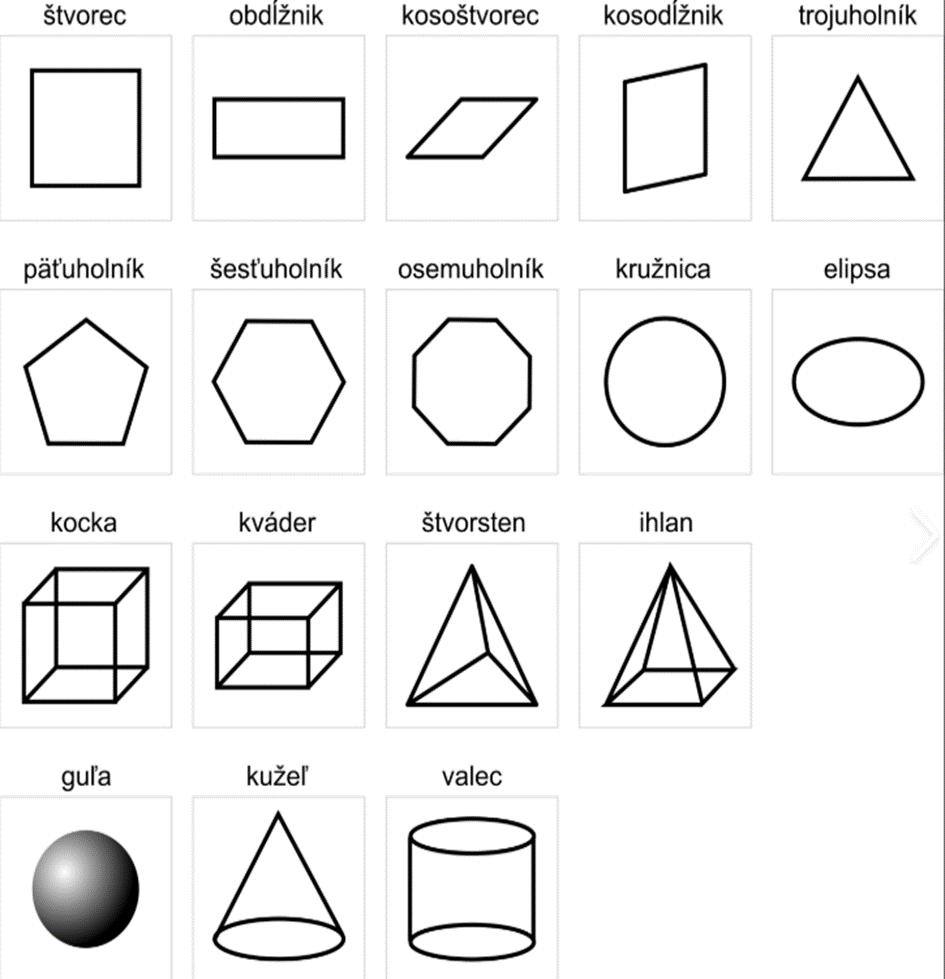 štvorec obdĺžnik kosoštvorec kosodĺžnik trojuholník
päťuholník šesťuholník osemuholník kružnica elipsa
kocka kváder štvorsten ihlan
guľa kužeľ valec